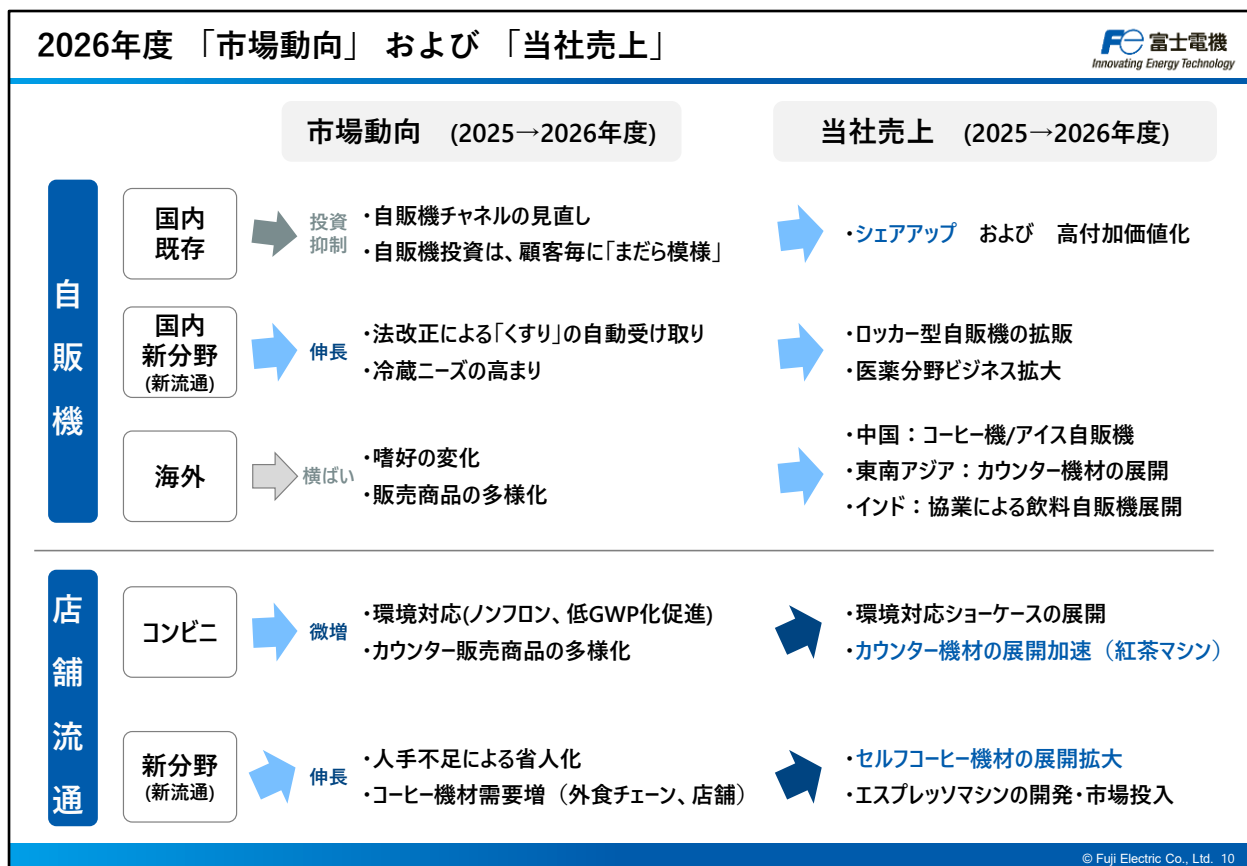 2026年度 「市場動向」 および 「当社売上」
Fe 富士電機
Innovating Energy Technology
市場動向 (2025→2026年度)
当社売上 (2025→2026年度)
自販機
国内
既存
投資
抑制
・自販機チャネルの見直し
・自販機投資は、顧客毎に「まだら模様」
・シェアアップ および 高付加価値化
国内
新分野
(新流通)
伸長
・法改正による「くすり」の自動受け取り
・冷蔵ニーズの高まり
・ロッカー型自販機の拡販
・医薬分野ビジネス拡大
海外
横ばい
・嗜好の変化
・販売商品の多様化
・中国：コーヒー機/アイス自販機
・東南アジア：カウンター機材の展開
・インド：協業による飲料自販機展開
店舗流通
コンビニ
微増
・環境対応(ノンフロン、低GWP化促進)
・カウンター販売商品の多様化
・環境対応ショーケースの展開
・カウンター機材の展開加速（紅茶マシン）
新分野
(新流通)
伸長
・人手不足による省人化
・コーヒー機材需要増（外食チェーン、店舗）
・セルフコーヒー機材の展開拡大
・エスプレッソマシンの開発・市場投入
© Fuji Electric Co., Ltd. 10